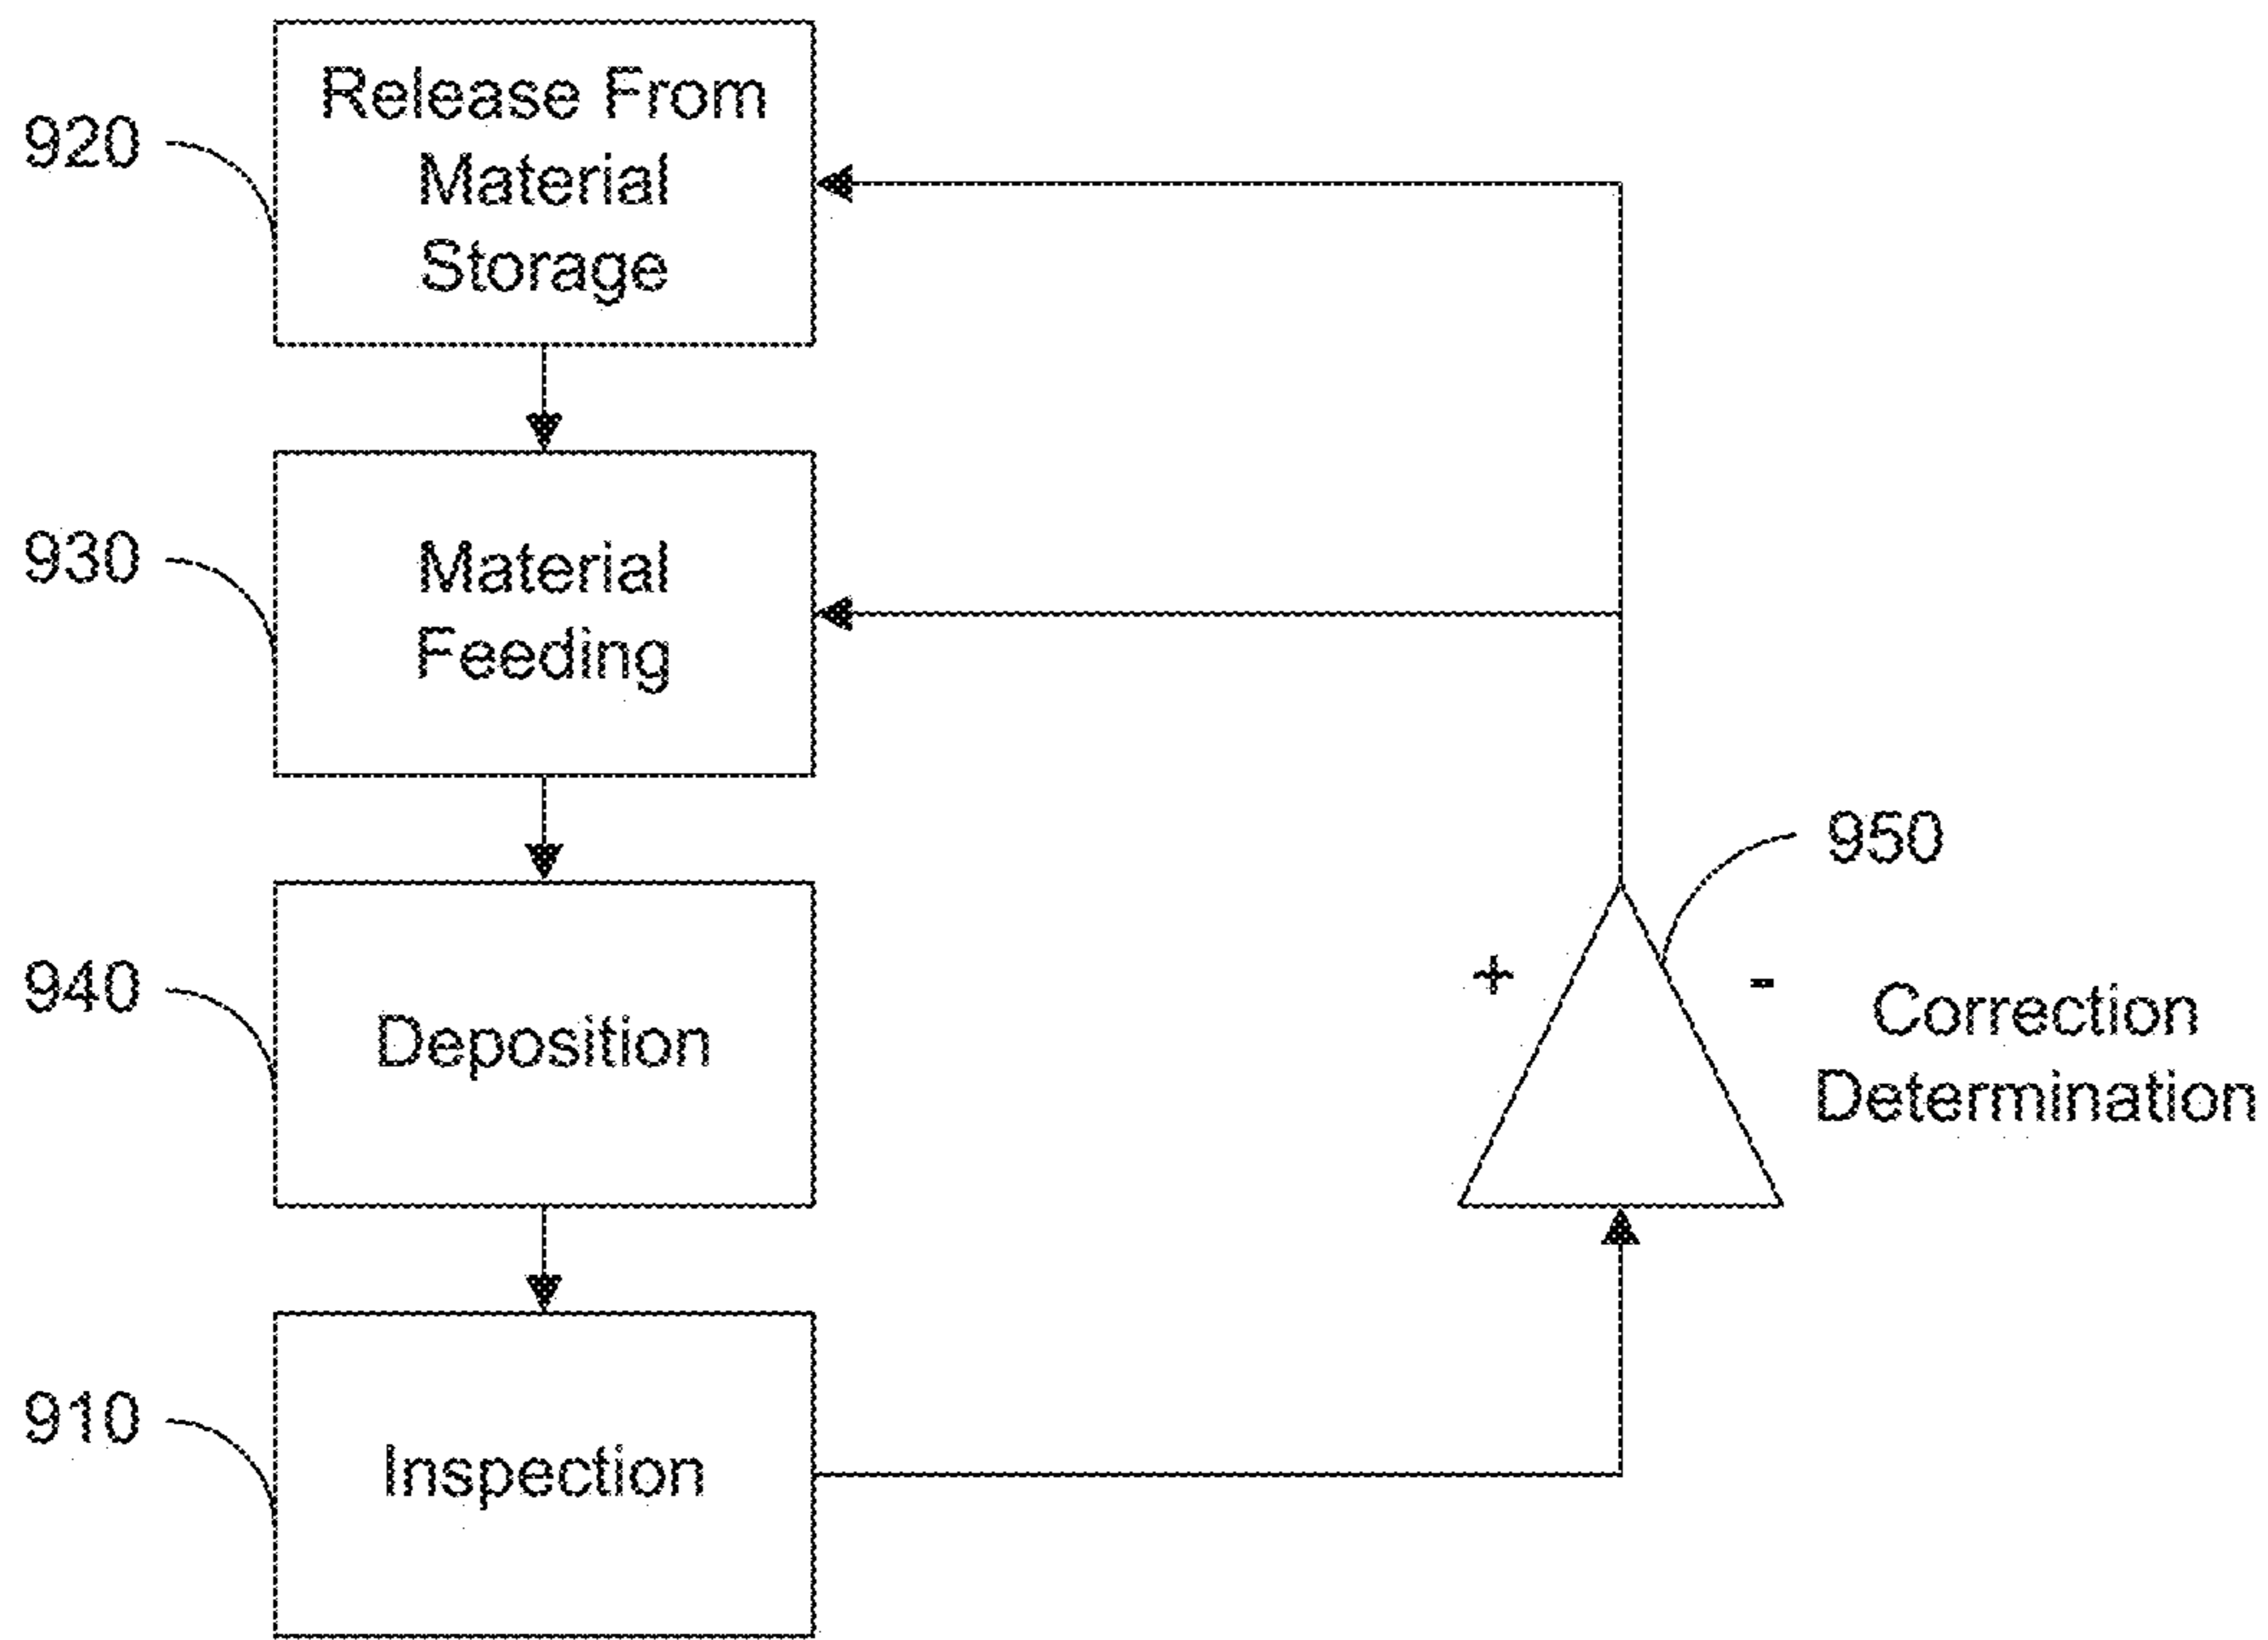 920
Release From
Material
Storage
930
Material
Feeding
940
Deposition
950
+
-
Correction
Determination
910
Inspection